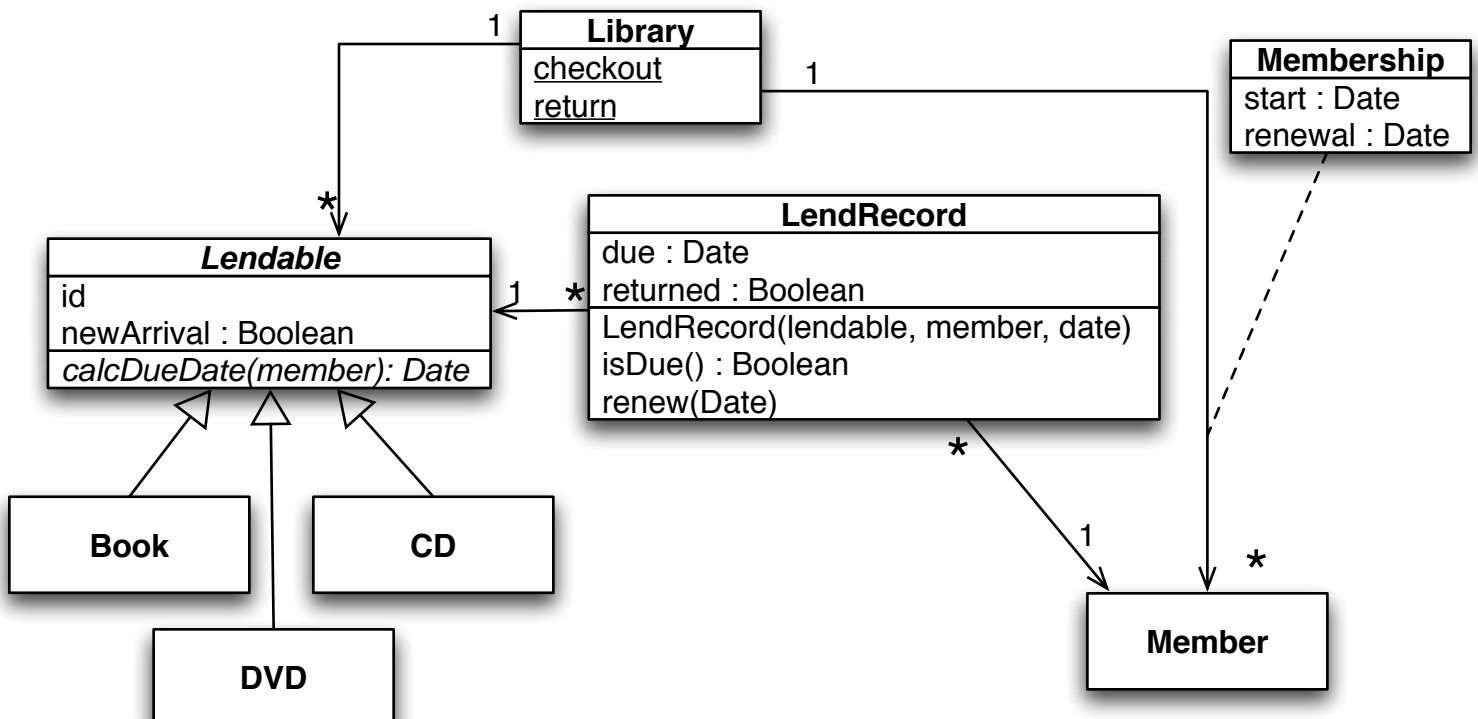 1
Library
checkout
return
1
Membership
start : Date
renewal : Date
*
Lendable
id
newArrival : Boolean
calcDueDate(member): Date
1
*
LendRecord
due : Date
returned : Boolean
LendRecord(lendable, member, date)
isDue() : Boolean
renew(Date)
*
1
*
Book
CD
DVD
Member